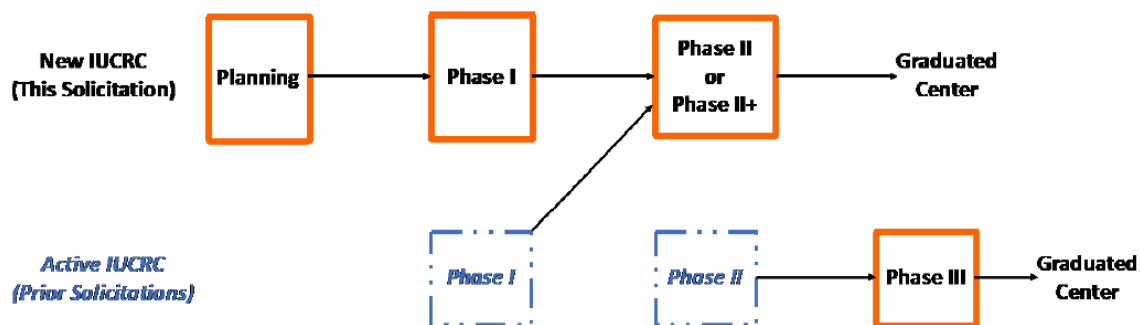 New IUCRC
(This Solicitation)
Planning
Phase I
Phase II
or
Phase II+
Graduated
Center
Active IUCRC
(Prior Solicitations)
Phase I
Phase II
Phase III
Graduated
Center